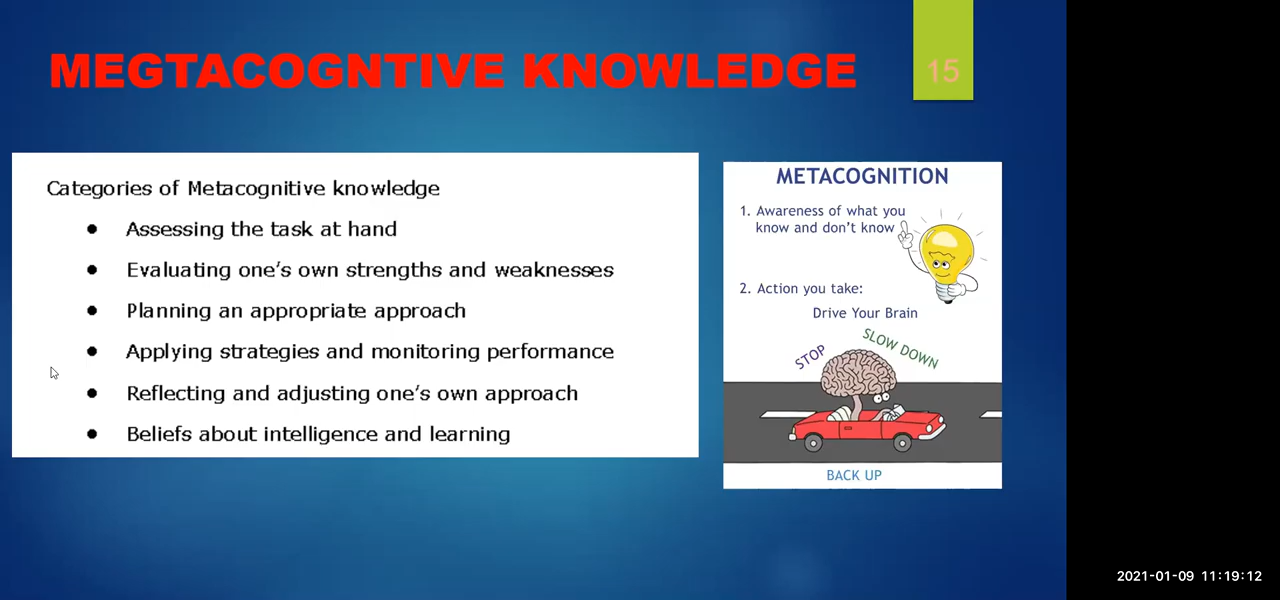 MEGTACOGNTIVE KNOWLEDGE
15
Categories of Metacognitive knowledge
● Assessing the task at hand
● Evaluating one's own strengths and weaknesses
● Planning an appropriate approach
● Applying strategies and monitoring performance
● Reflecting and adjusting one's own approach
● Beliefs about intelligence and learning
METACOGNITION
1. Awareness of what you
know and don't know
2. Action you take:
Drive Your Brain
STOP
SLOW DOWN
BACK UP
2021-01-09 11:19:12